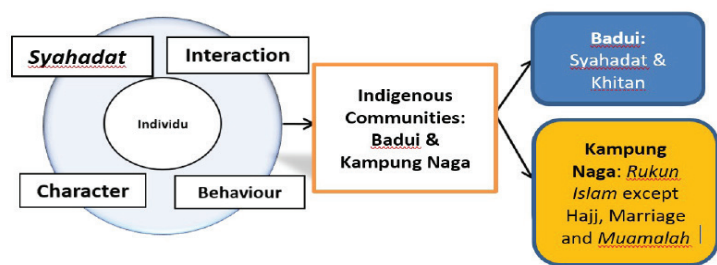 Syahadat
Interaction
Individu
Character
Behaviour
Indigenous
Communities:
Badui &
Kampung Naga
Badui:
Syahadat &
Khitan
Kampung
Naga: Rukun
Islam except
Hajj, Marriage
and Muamalah